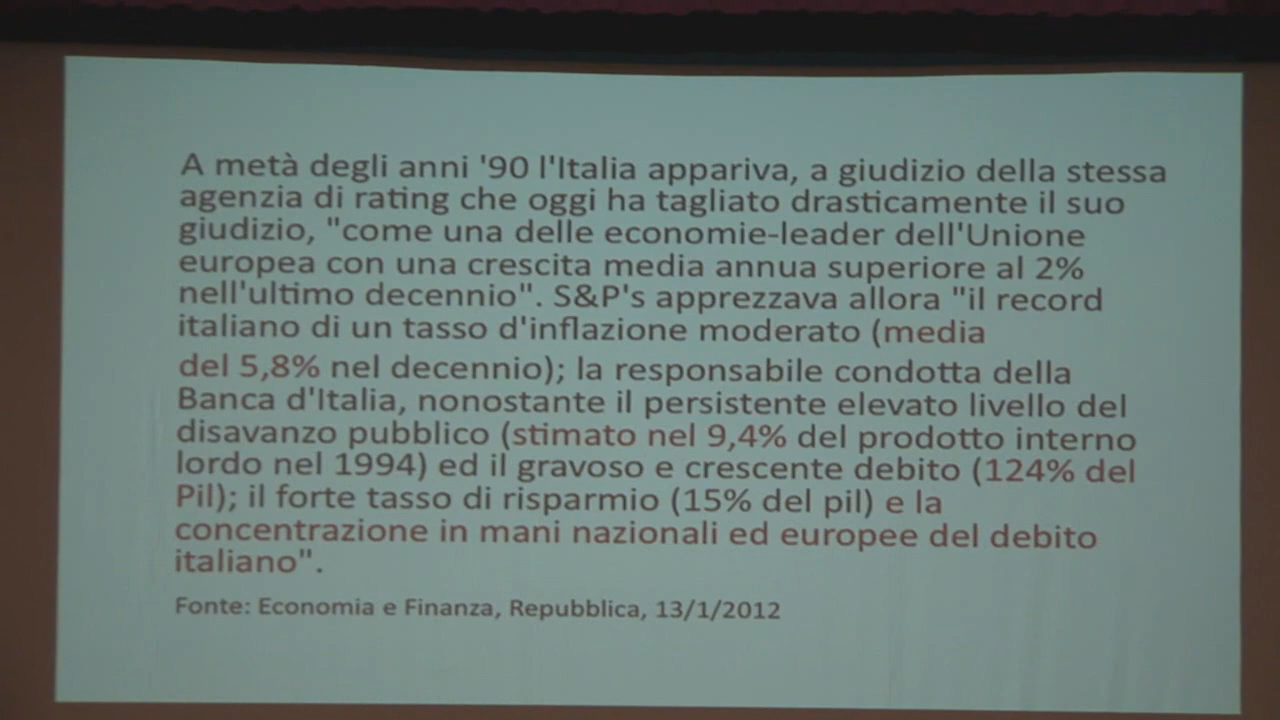 A metà degli anni '90 l'Italia appariva, a giudizio della stessa
agenzia di rating che oggi ha tagliato drasticamente il suo
giudizio, "come una delle economie-leader dell'Unione
europea con una crescita media annua superiore al 2%
nell'ultimo decennio". S&P's apprezzava allora "il record
italiano di un tasso d'inflazione moderato (media
del 5,8% nel decennio); la responsabile condotta della
Banca d'Italia, nonostante il persistente elevato livello del
disavanzo pubblico (stimato nel 9,4% del prodotto interno
lordo nel 1994) ed il gravoso e crescente debito (124% del
Pil); il forte tasso di risparmio (15% del pil) e la
concentrazione in mani nazionali ed europee del debito
italiano".
Fonte: Economia e Finanza, Repubblica, 13/1/2012